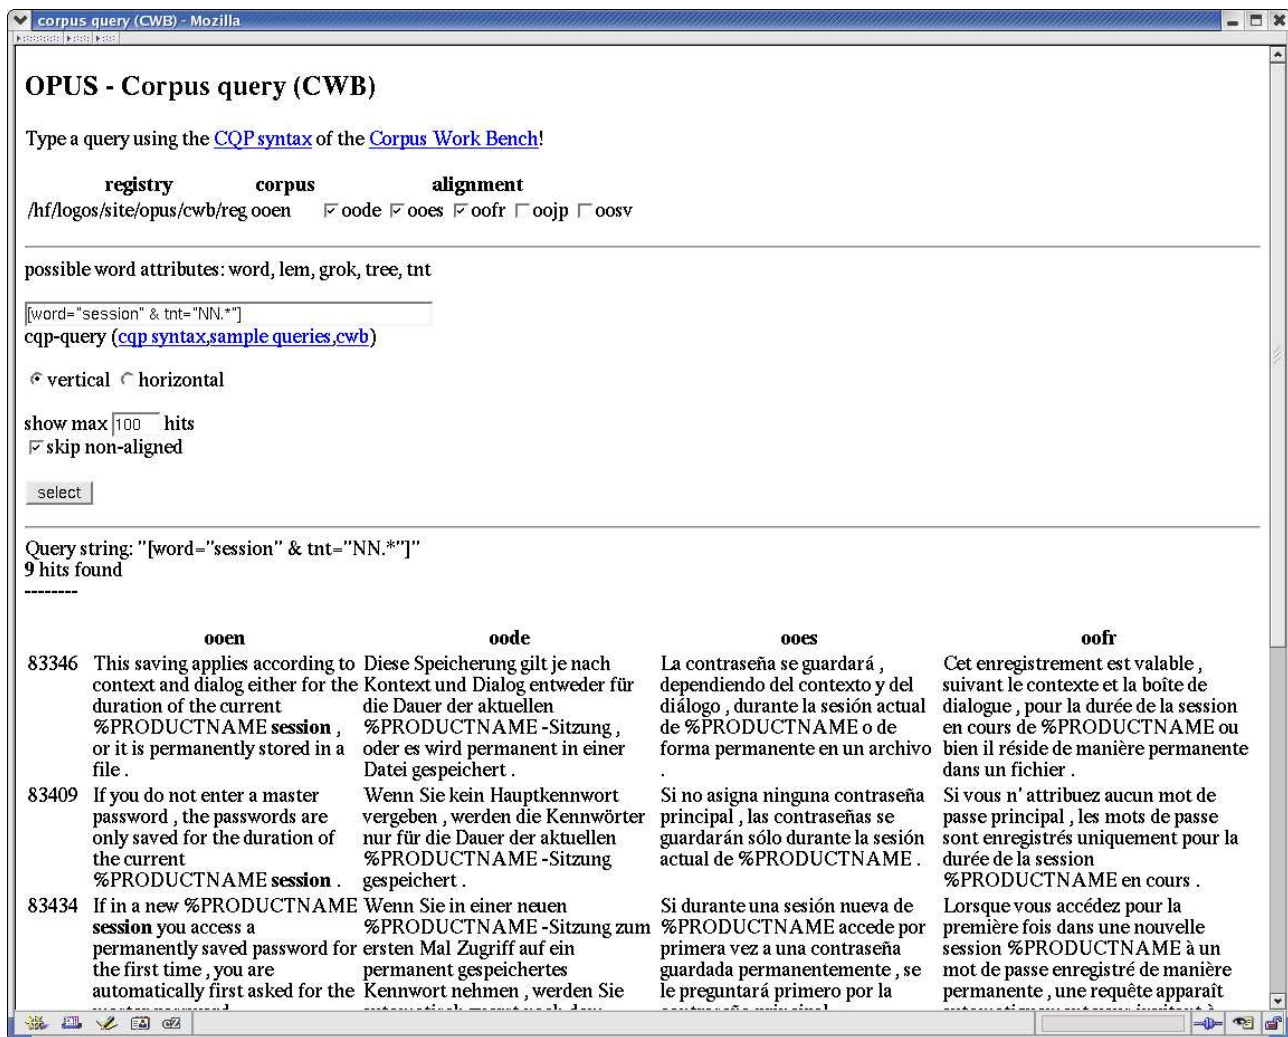 corpus query (CWB) - Mozilla
OPUS - Corpus query (CWB)
Type a query using the CQP syntax of the Corpus Work Bench!
registry corpus alignment
/hf/logos/site/opus/cwb/reg ooen oode ooes oofr oojp oosv
possible word attributes: word, lem, grok, tree, tnt
[word="session" & tnt="NN.*"]
cqp-query (cqp syntax,sample queries,cwb)
vertical horizontal
show max 100 hits
skip non-aligned
select
Query string: "[word="session" & tnt="NN.*"]"
9 hits found
--------
ooen oode ooes oofr
83346 This saving applies according to Diese Speicherung gilt je nach La contraseña se guardará , Cet enregistrement est valable ,
context and dialog either for the Kontext und Dialog entweder für dependiendo del contexto y del suivant le contexte et la boîte de
duration of the current die Dauer der aktuellen diálogo , durante la sesión actual dialogue , pour la durée de la session
%PRODUCTNAME session , %PRODUCTNAME -Sitzung , de %PRODUCTNAME o de en cours de %PRODUCTNAME ou
or it is permanently stored in a oder es wird permanent in einer forma permanente en un archivo bien il réside de manière permanente
file . Datei gespeichert . . dans un fichier .
83409 If you do not enter a master Wenn Sie kein Hauptkennwort Si no asigna ninguna contraseña Si vous n' attribuez aucun mot de
password , the passwords are vergeben , werden die Kennwörter principal , las contraseñas se passe principal , les mots de passe
only saved for the duration of nur für die Dauer der aktuellen guardarán sólo durante la sesión sont enregistrés uniquement pour la
the current %PRODUCTNAME -Sitzung actual de %PRODUCTNAME . durée de la session
%PRODUCTNAME session . gespeichert . %PRODUCTNAME en cours .
83434 If in a new %PRODUCTNAME Wenn Sie in einer neuen Si durante una sesión nueva de Lorsque vous accédez pour la
session you access a %PRODUCTNAME -Sitzung zum %PRODUCTNAME accede por première fois dans une nouvelle
permanently saved password for ersten Mal Zugriff auf ein primera vez a una contraseña session %PRODUCTNAME à un
the first time , you are permanent gespeichertes guardada permanentemente , se mot de passe enregistré de manière
automatically first asked for the Kennwort nehmen , werden Sie le preguntará primero por la permanente , une requête apparaît